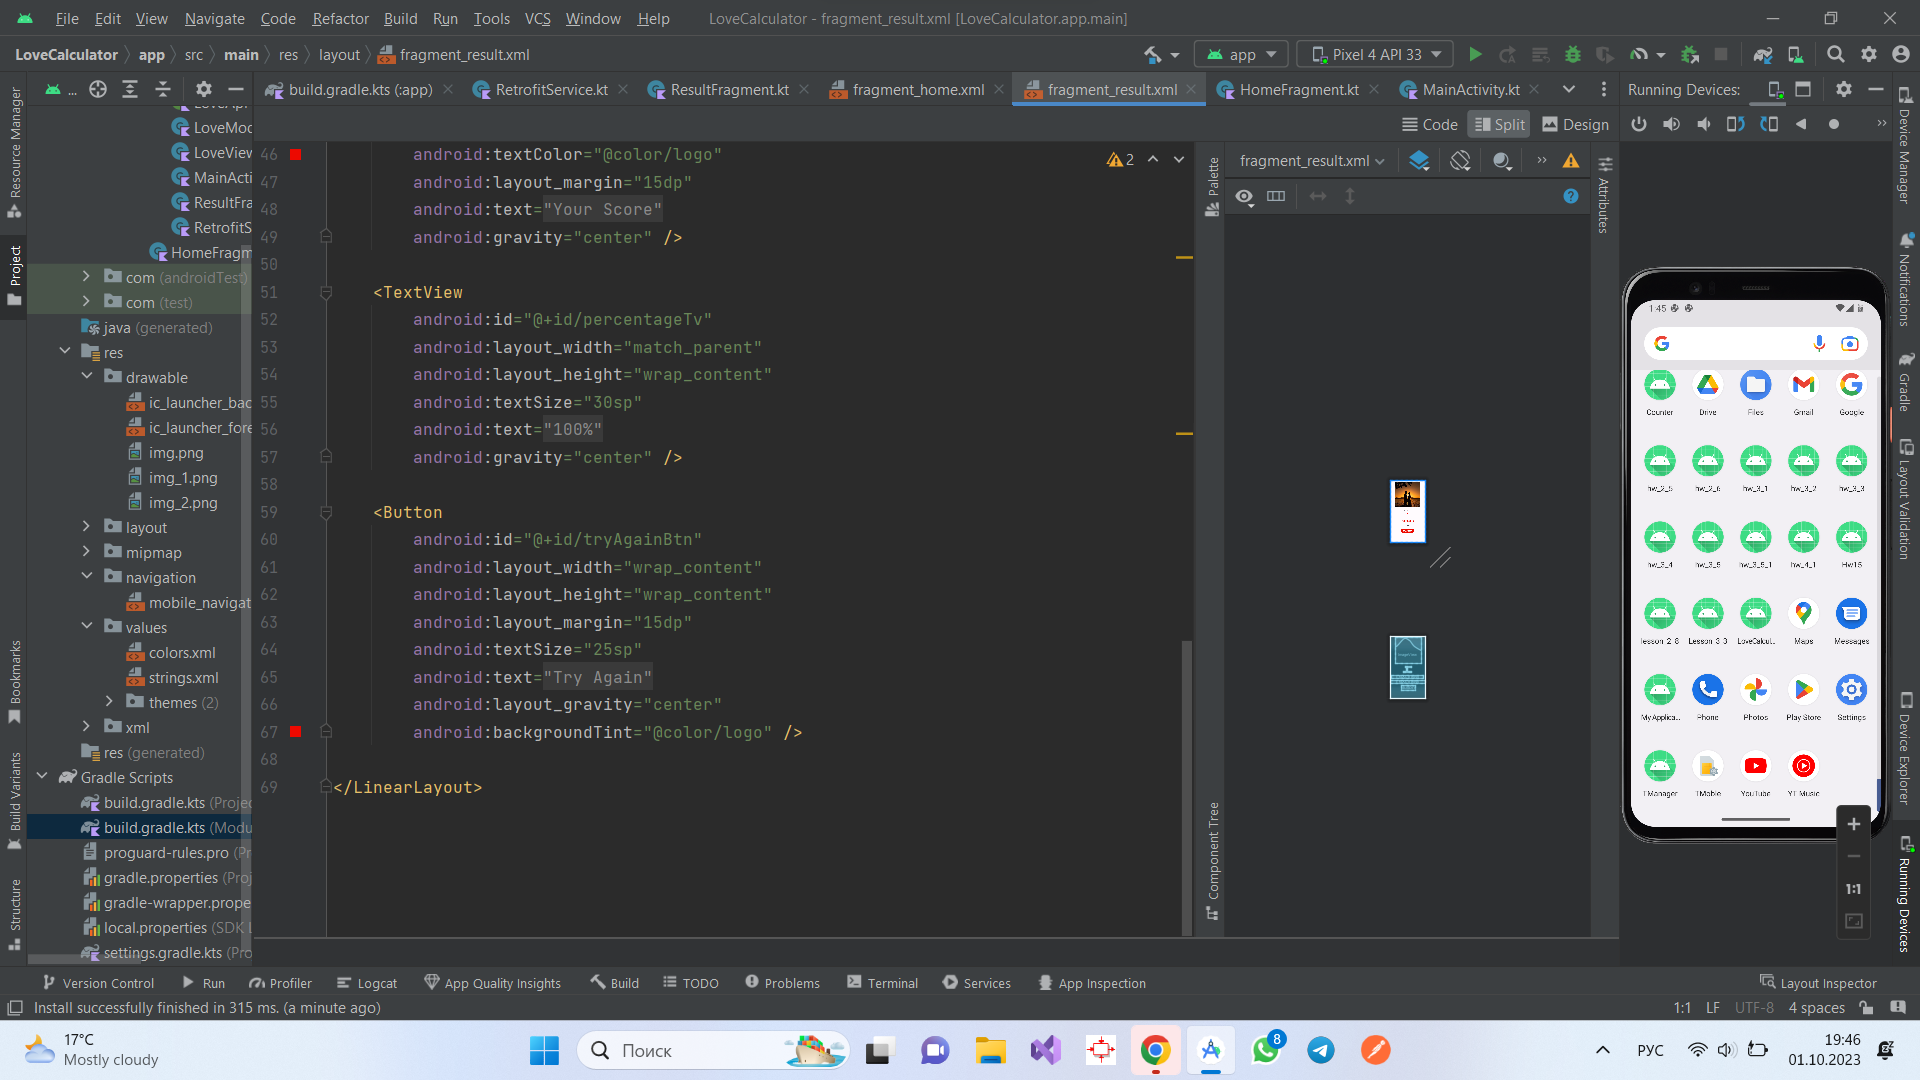 File Edit View Navigate Code Refactor Build Run Tools VCS Window Help LoveCalculator - fragment_result.xml [LoveCalculator.app.main]
LoveCalculator app src main res layout fragment_result.xml app Pixel 4 API 33
... build.gradle.kts (:app) RetrofitService.kt ResultFragment.kt fragment_home.xml fragment_result.xml HomeFragment.kt MainActivity.kt Running Devices:
Code Split Design
Resource Manager
Project
Bookmarks
Build Variants
Structure
LoveMod
LoveView
MainActi
ResultFra
RetrofitS
HomeFragm
com (androidTest)
com (test)
java (generated)
res
drawable
ic_launcher_bac
ic_launcher_fore
img.png
img_1.png
img_2.png
layout
mipmap
navigation
mobile_navigat
values
colors.xml
strings.xml
themes (2)
xml
res (generated)
Gradle Scripts
build.gradle.kts (Projec
build.gradle.kts (Modu
proguard-rules.pro (Pr
gradle.properties (Proj
gradle-wrapper.prope
local.properties (SDK L
settings.gradle.kts (Pro
46 android:textColor="@color/logo"
47 android:layout_margin="15dp"
48 android:text="Your Score"
49 android:gravity="center" />
50
51 <TextView
52 android:id="@+id/percentageTv"
53 android:layout_width="match_parent"
54 android:layout_height="wrap_content"
55 android:textSize="30sp"
56 android:text="100%"
57 android:gravity="center" />
58
59 <Button
60 android:id="@+id/tryAgainBtn"
61 android:layout_width="wrap_content"
62 android:layout_height="wrap_content"
63 android:layout_margin="15dp"
64 android:textSize="25sp"
65 android:text="Try Again"
66 android:layout_gravity="center"
67 android:backgroundTint="@color/logo" />
68
69 </LinearLayout>
2
Palette
Component Tree
fragment_result.xml
Attributes
1:45
Counter Drive Files Gmail Google
hw_2_5 hw_2_6 hw_3_1 hw_3_2 hw_3_3
hw_3_4 hw_3_5 hw_3_5_1 hw_4_1 Hw15
lesson_2_8 Lesson_3_3 LoveCalcul... Maps Messages
My Applica... Phone Photos Play Store Settings
TManager TMoble YouTube YT Music
1:1
Device Manager
Notifications
Gradle
Layout Validation
Device Explorer
Running Devices
Version Control Run Profiler Logcat App Quality Insights Build TODO Problems Terminal Services App Inspection Layout Inspector
Install successfully finished in 315 ms. (a minute ago) 1:1 LF UTF-8 4 spaces
17°C
Mostly cloudy
Поиск
8
РУС
19:46
01.10.2023